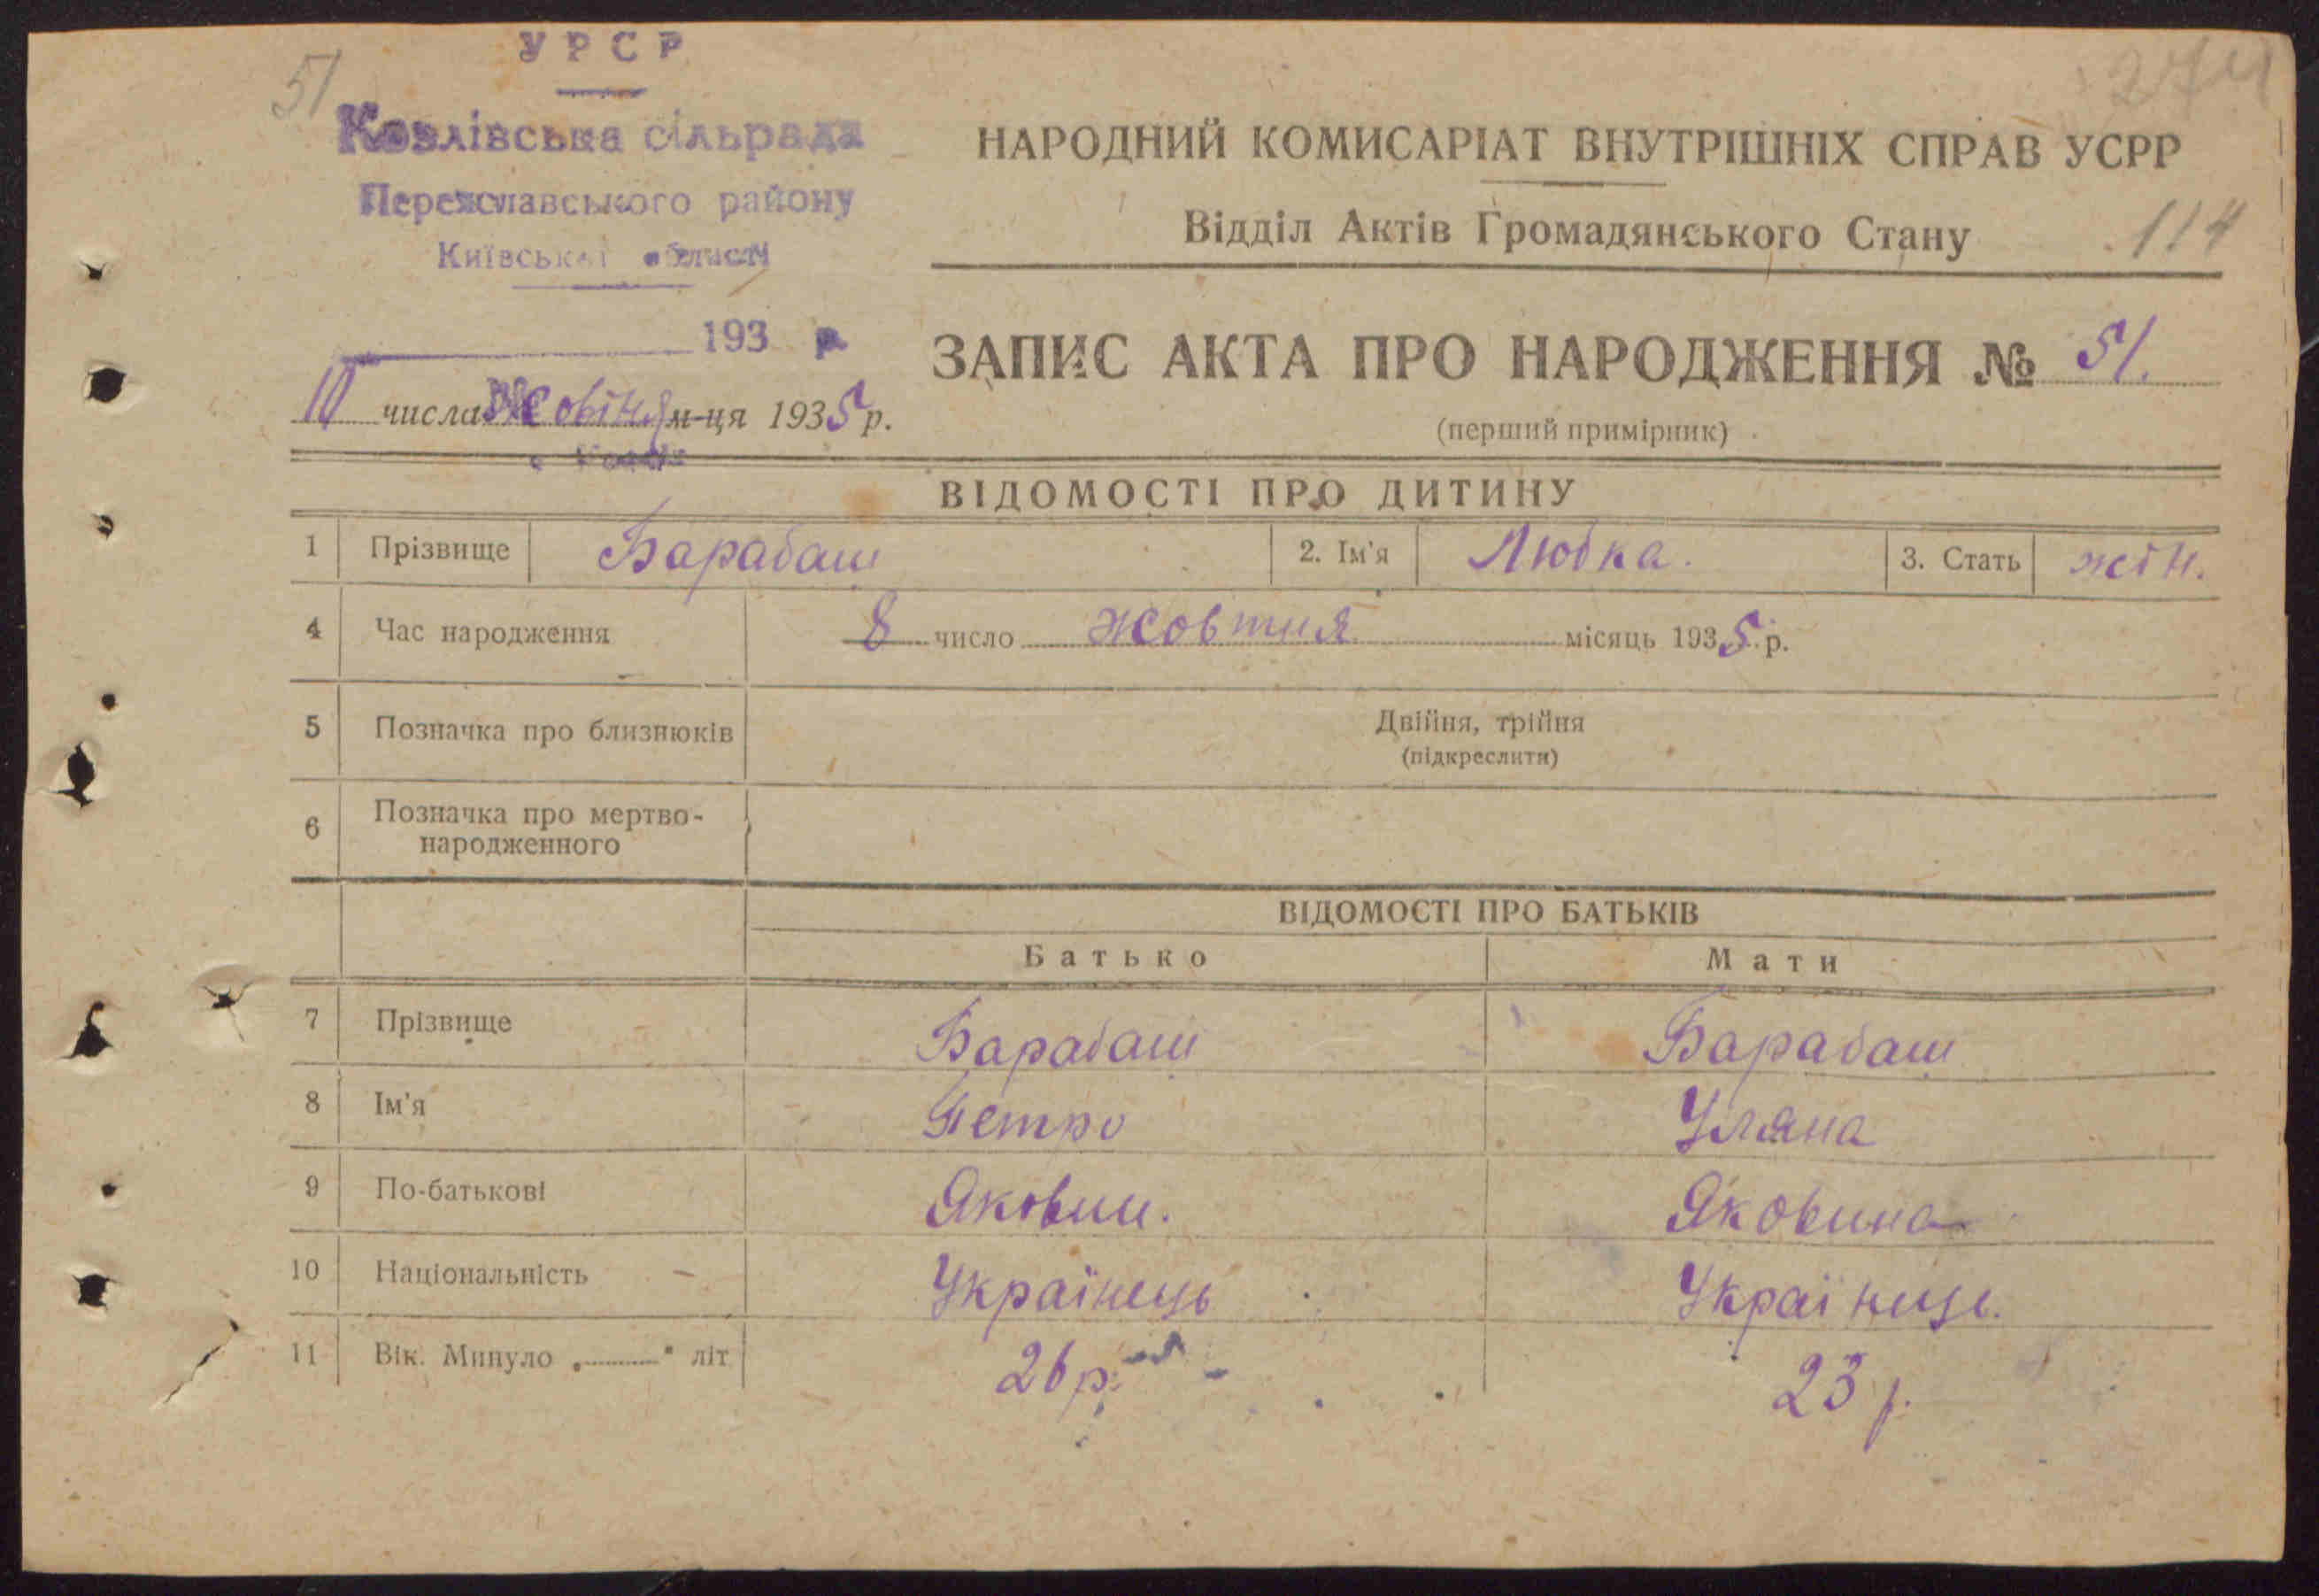 51
УРСР
274
Козлівська сільрада
Переяславського району
Київської області
НАРОДНИЙ КОМИСАРІАТ ВНУТРІШНІХ СПРАВ УСРР
Відділ Актів Громадянського Стану
114
193 р
10 числа Жовтня м-ця 1935 р.
ЗАПИС АКТА ПРО НАРОДЖЕННЯ № 51.
(перший примірник)
ВІДОМОСТІ ПРО ДИТИНУ
1 Прізвище Барабаш 2. Ім'я Любка. 3. Стать жін.
4 Час народження 8 число жовтня місяць 1935 р.
5 Позначка про близнюків Двійня, трійня
(підкреслити)
6 Позначка про мертво-
народженного
ВІДОМОСТІ ПРО БАТЬКІВ
Батько Мати
7 Прізвище Барабаш Барабаш
8 Ім'я Петро Уляна
9 По-батькові Якович. Яковина
10 Національність Українець Українець.
11 Вік. Минуло „ " літ 26 р. 23 р.